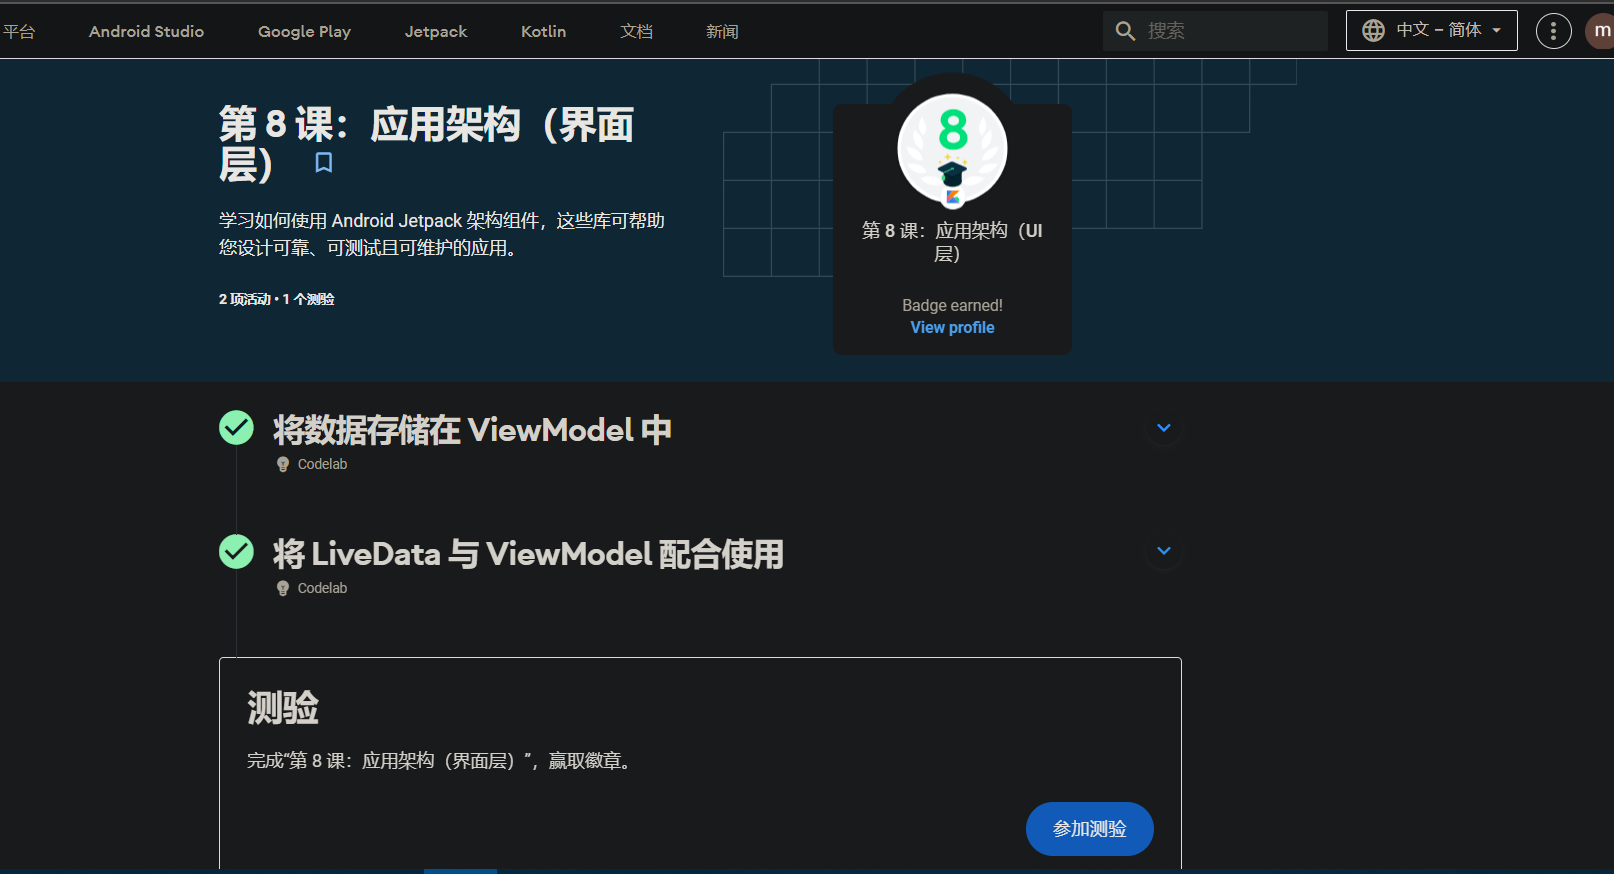 平台
Android Studio
Google Play
Jetpack
Kotlin
文档
新闻
搜索
中文 – 简体
m
第 8 课：应用架构（界面
层）
学习如何使用 Android Jetpack 架构组件，这些库可帮助
您设计可靠、可测试且可维护的应用。
2 项活动 • 1 个测验
8
第 8 课：应用架构（UI
层）
Badge earned!
View profile
将数据存储在 ViewModel 中
Codelab
将 LiveData 与 ViewModel 配合使用
Codelab
测验
完成“第 8 课：应用架构（界面层）”，赢取徽章。
参加测验